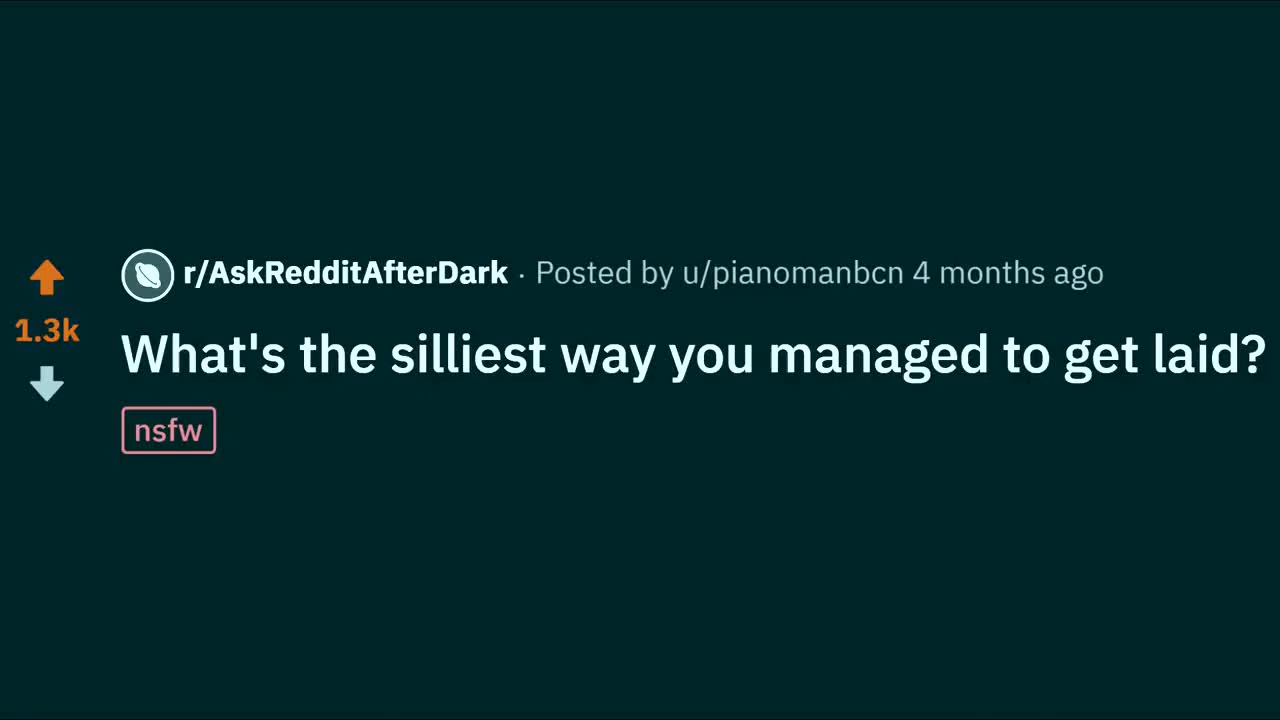 r/AskRedditAfterDark · Posted by u/pianomanbcn 4 months ago
1.3k
What's the silliest way you managed to get laid?
nsfw